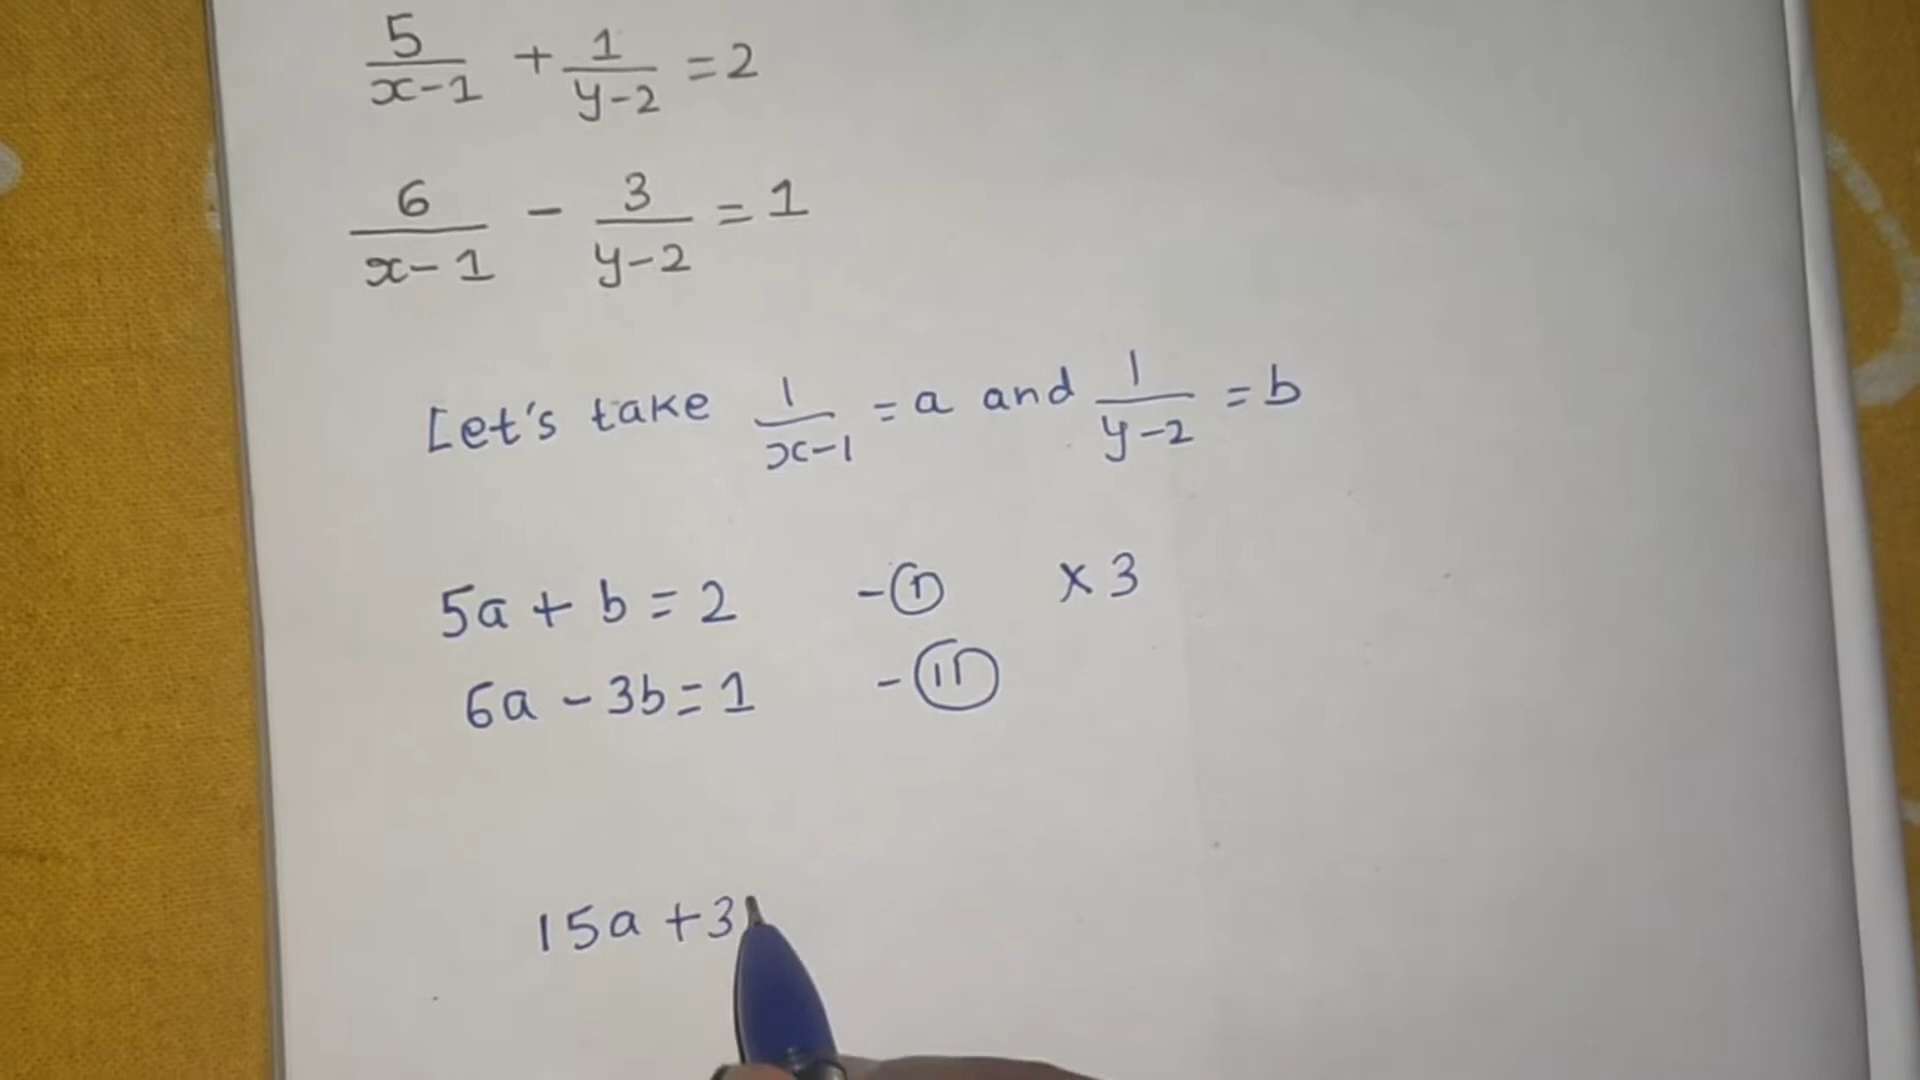 5/(x-1) + 1/(y-2) = 2
6/(x-1) - 3/(y-2) = 1
Let's take 1/(x-1) = a and 1/(y-2) = b
5a + b = 2 - (I) x 3
6a - 3b = 1 - (II)
15a + 3